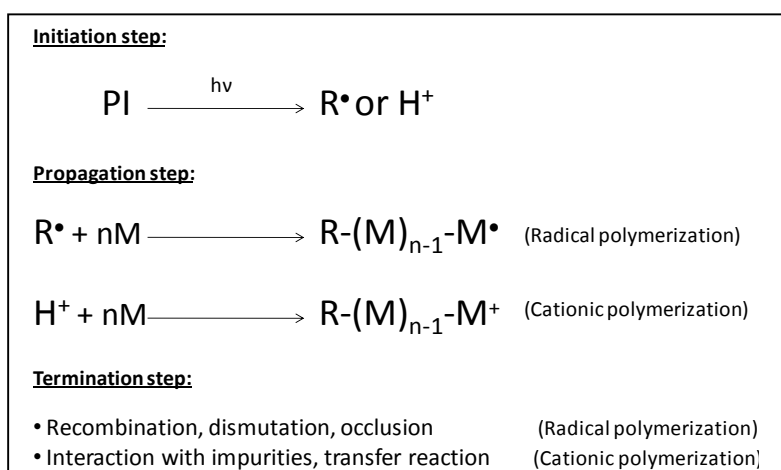 Initiation step:
hν
PI ⟶ R• or H⁺
Propagation step:
R• + nM ⟶ R-(M)ₙ₋₁-M• (Radical polymerization)
H⁺ + nM ⟶ R-(M)ₙ₋₁-M⁺ (Cationic polymerization)
Termination step:
• Recombination, dismutation, occlusion (Radical polymerization)
• Interaction with impurities, transfer reaction (Cationic polymerization)